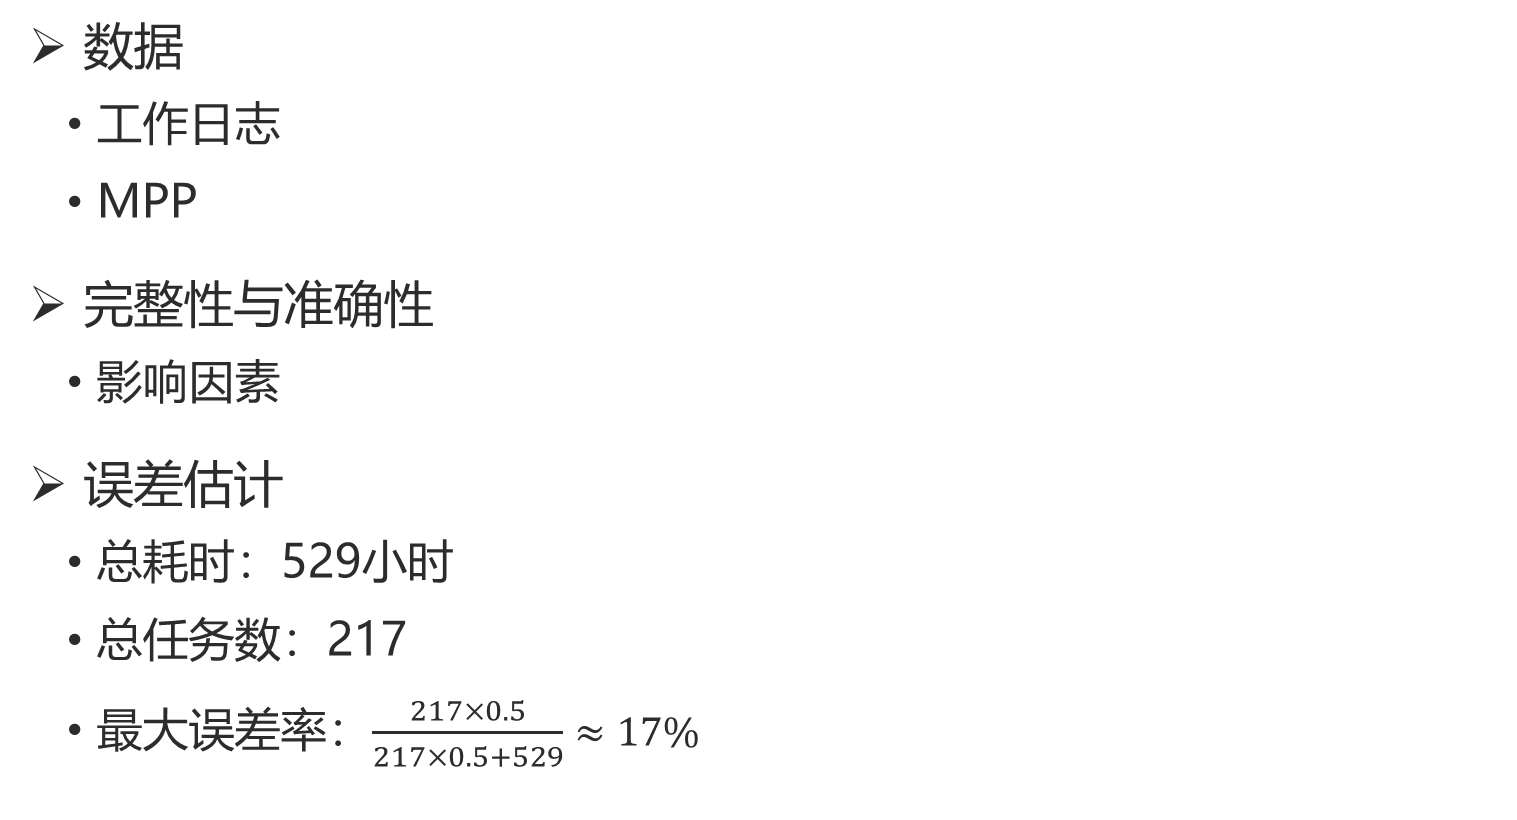 ➢ 数据
• 工作日志
• MPP
➢ 完整性与准确性
• 影响因素
➢ 误差估计
• 总耗时：529小时
• 总任务数：217
• 最大误差率：217×0.5/217×0.5+529 ≈ 17%